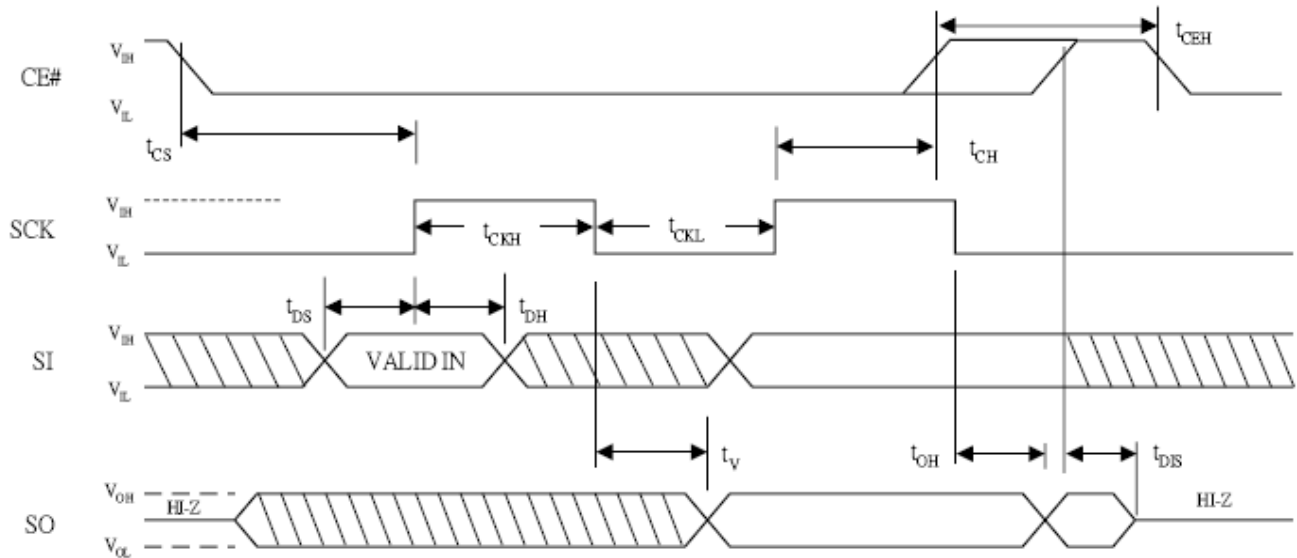 V_IH
t_CEH
CE#
V_IL
t_CS
t_CH
V_IH
SCK
t_CKH
t_CKL
V_IL
t_DS
t_DH
V_IH
SI
VALID IN
V_IL
t_V
t_OH
t_DIS
V_OH
HI-Z
HI-Z
SO
V_OL